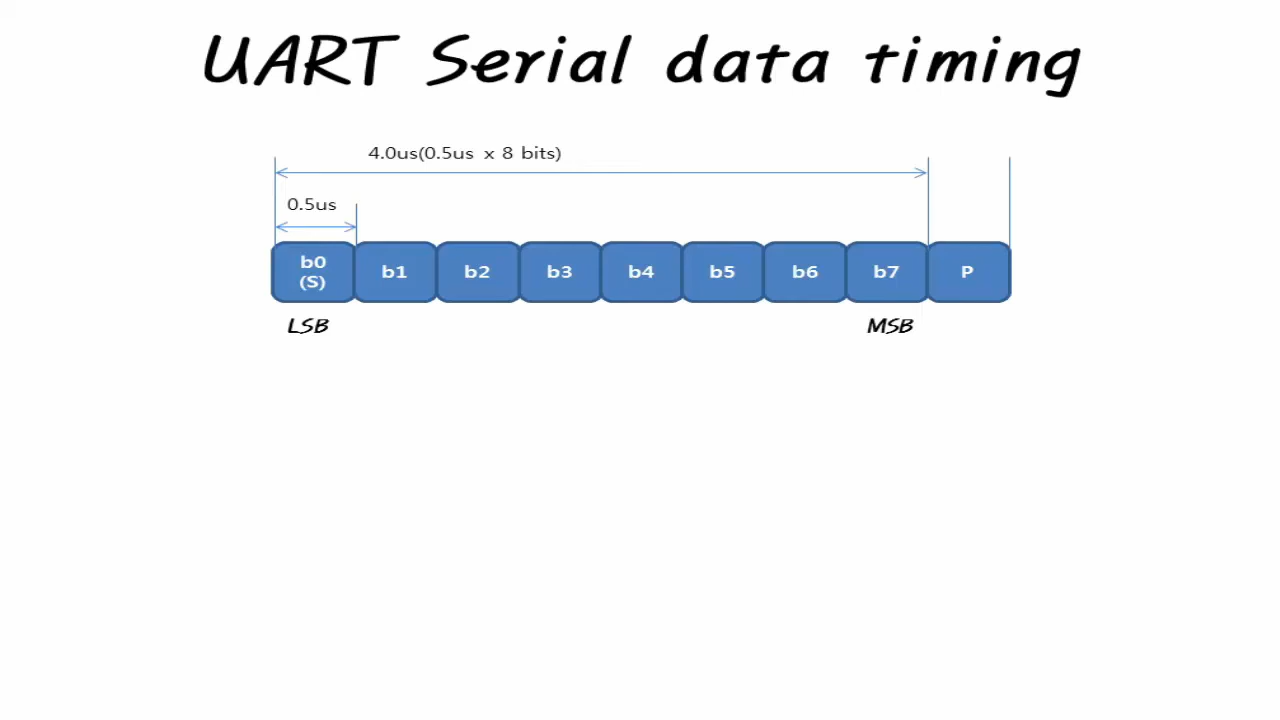 UART Serial data timing
4.0us(0.5us x 8 bits)
0.5us
b0 b1 b2 b3 b4 b5 b6 b7 P
(S)
LSB MSB